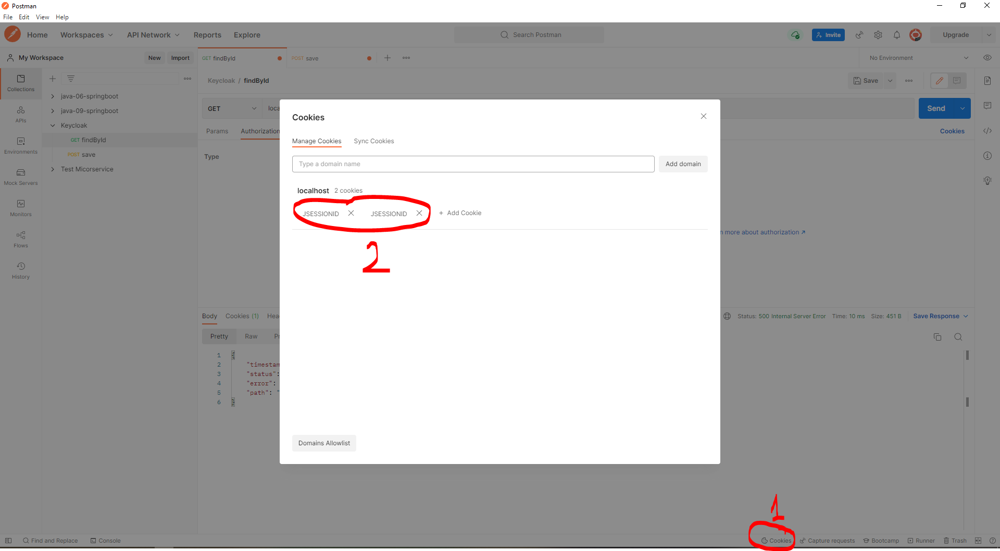 Postman
File Edit View Help
Home Workspaces API Network Reports Explore Search Postman Invite Upgrade
My Workspace New Import GET findById POST save No Environment
Collections
APIs
Environments
Mock Servers
Monitors
Flows
History
java-06-springboot
java-09-springboot
Keycloak
GET findById
POST save
Test Micorservice
Keycloak / findById Save
GET loca Send
Params Authorization Cookies
Type
n more about authorization
Cookies
Manage Cookies Sync Cookies
Type a domain name Add domain
localhost 2 cookies
JSESSIONID JSESSIONID + Add Cookie
2
Domains Allowlist
Body Cookies (1) Hea Status: 500 Internal Server Error Time: 10 ms Size: 451 B Save Response
Pretty Raw Pr
1 {
2 "timestam
3 "status":
4 "error":
5 "path": "
6 }
1
Find and Replace Console Cookies Capture requests Bootcamp Runner Trash